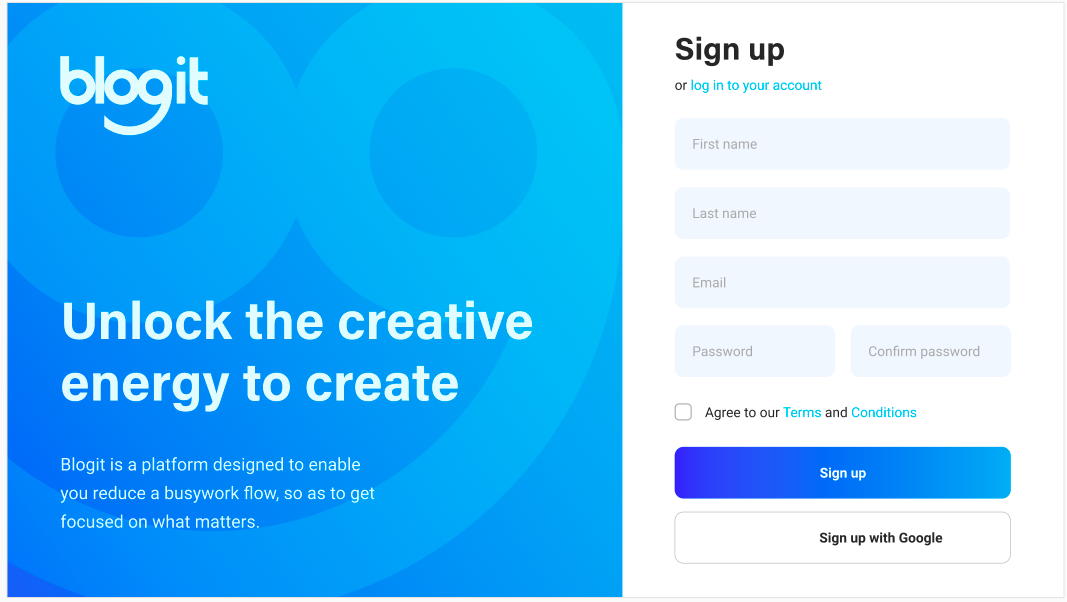 blogit
Unlock the creative
energy to create
Blogit is a platform designed to enable
you reduce a busywork flow, so as to get
focused on what matters.
Sign up
or log in to your account
First name
Last name
Email
Password
Confirm password
Agree to our Terms and Conditions
Sign up
Sign up with Google